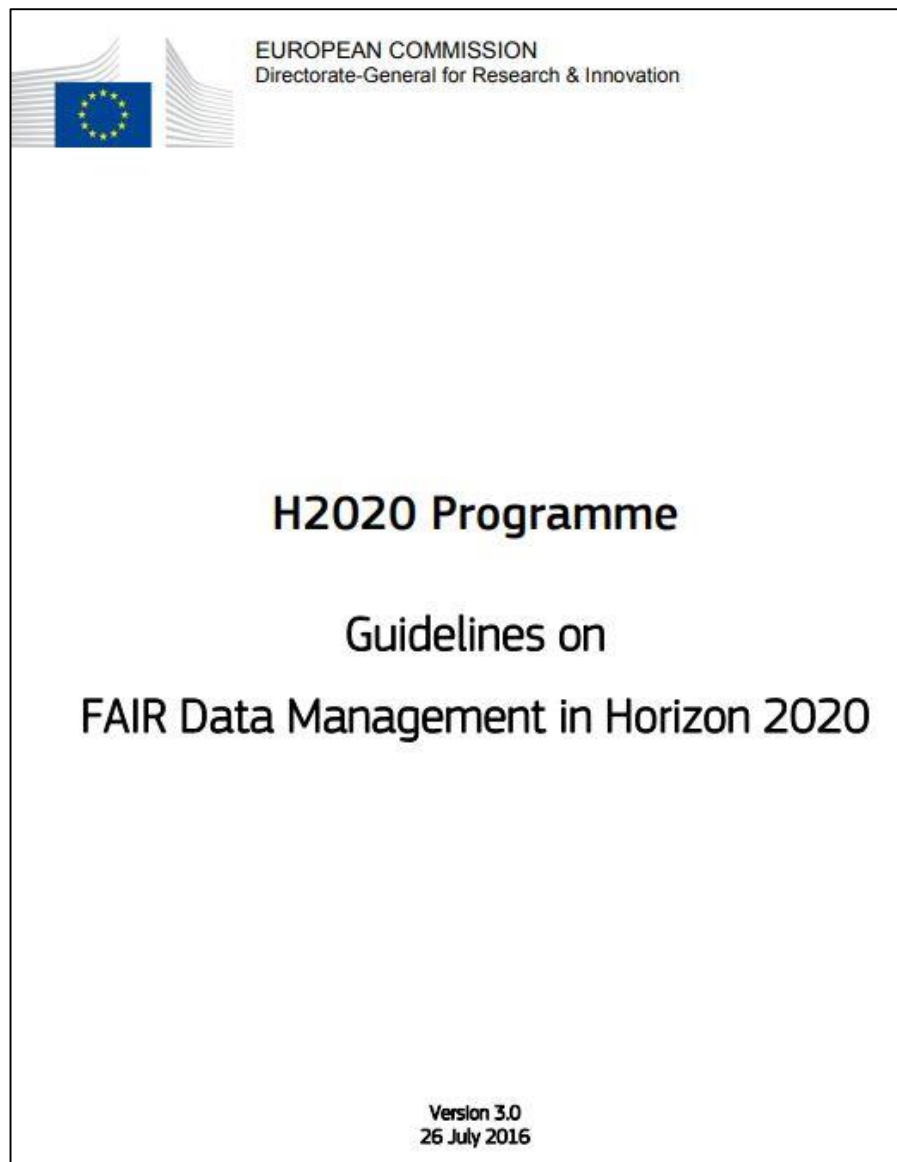 EUROPEAN COMMISSION
Directorate-General for Research & Innovation
H2020 Programme
Guidelines on
FAIR Data Management in Horizon 2020
Version 3.0
26 July 2016